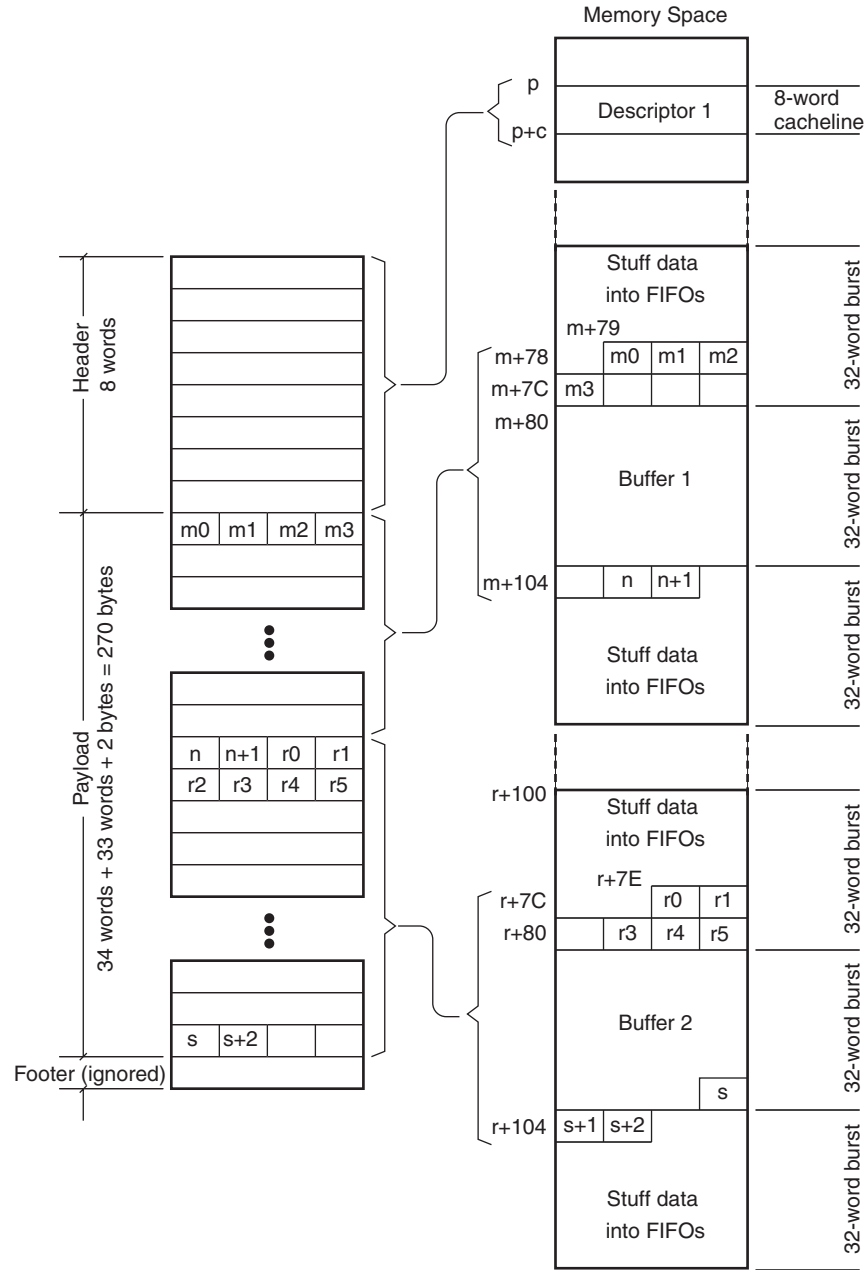 Memory Space
p
Descriptor 1
8-word
cacheline
p+c
Header
8 words
Payload
34 words + 33 words + 2 bytes = 270 bytes
m0 m1 m2 m3
n n+1 r0 r1
r2 r3 r4 r5
s s+2
Footer (ignored)
Stuff data
into FIFOs
m+79
m+78 m0 m1 m2
m+7C m3
m+80
Buffer 1
m+104 n n+1
Stuff data
into FIFOs
32-word burst
32-word burst
32-word burst
r+100
Stuff data
into FIFOs
r+7E
r+7C r0 r1
r+80 r3 r4 r5
Buffer 2
s
r+104 s+1 s+2
Stuff data
into FIFOs
32-word burst
32-word burst
32-word burst